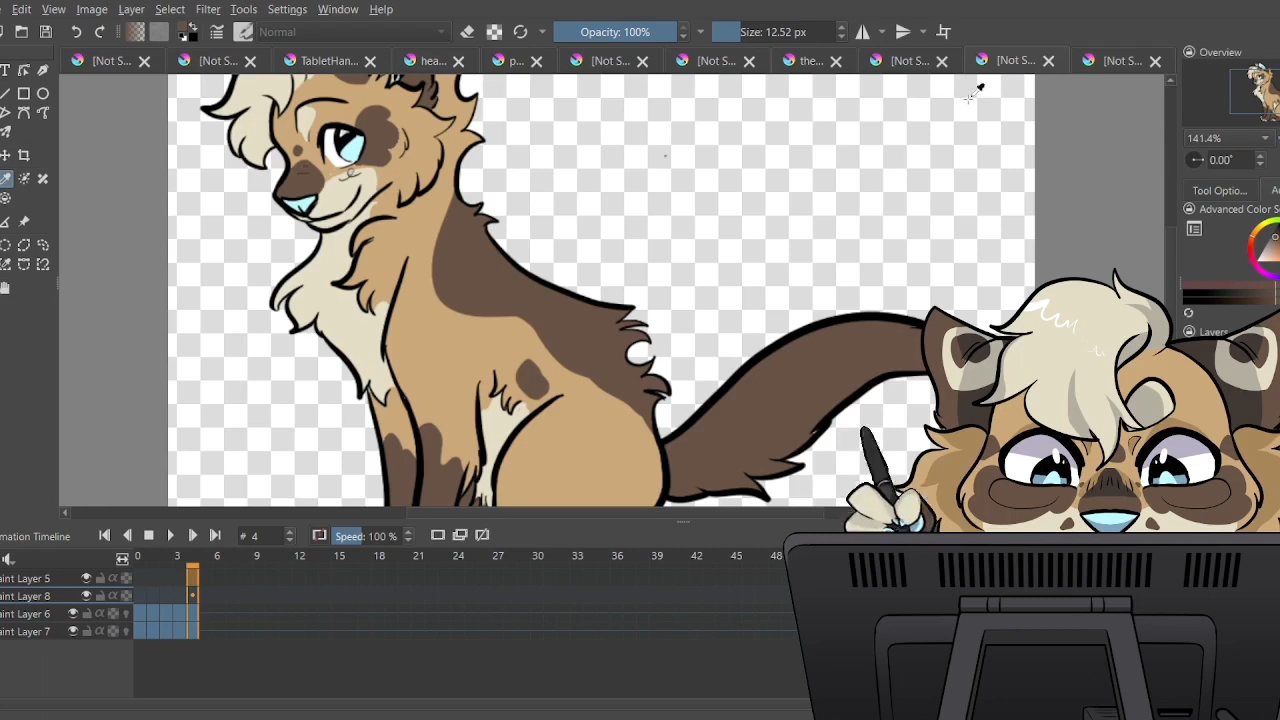 Edit View Image Layer Select Filter Tools Settings Window Help
Normal Opacity: 100% Size: 12.52 px
[Not S... [Not S... TabletHan... hea... p... [Not S... [Not S... the... [Not S... [Not S... [Not S...
Overview
141.4%
0.00°
Tool Optio...
Advanced Color S
Layers
mation Timeline # 4 Speed: 100 %
0 3 6 9 12 15 18 21 24 27 30 33 36 39 42 45 48
aint Layer 5
aint Layer 8
aint Layer 6
aint Layer 7